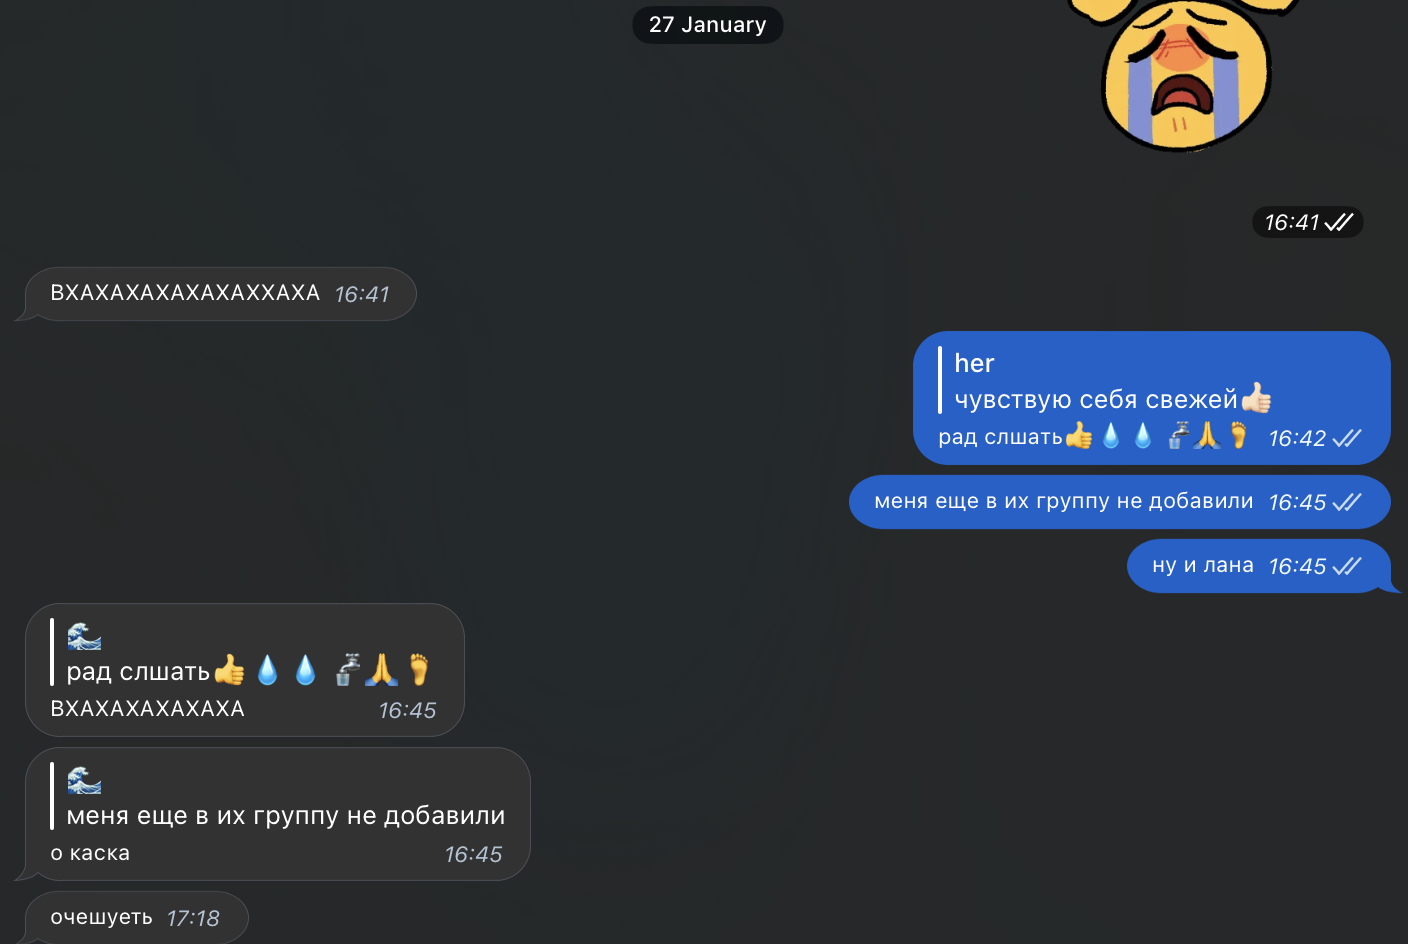 27 January
16:41
ВХАХАХАХАХАХАХХАХА 16:41
her
чувствую себя свежей👍🏻
рад слшать👍💧💧🚰🙏🦶 16:42
меня еще в их группу не добавили 16:45
ну и лана 16:45
🌊
рад слшать👍💧💧🚰🙏🦶
ВХАХАХАХАХАХА 16:45
🌊
меня еще в их группу не добавили
о каска 16:45
очешуеть 17:18